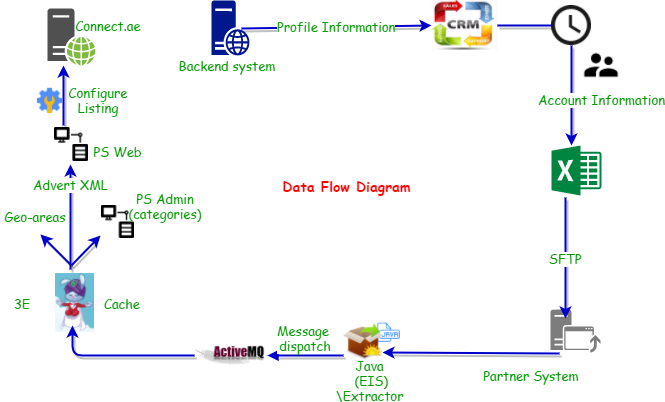 Connect.ae
Backend system
Profile Information
SALES
CRM
Configure
Listing
Account Information
PS Web
X
Advert XML
Data Flow Diagram
PS Admin
(categories)
Geo-areas
SFTP
3E
Cache
ActiveMQ
Message
dispatch
JAVA
Java
(EIS)
\Extractor
Partner System